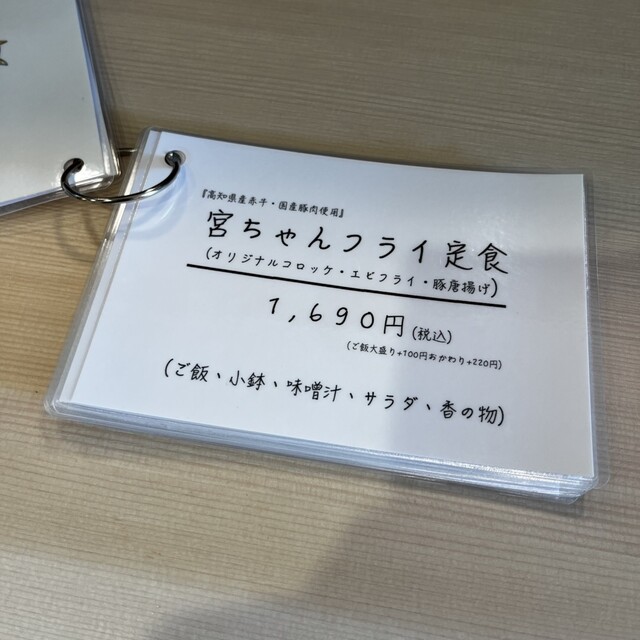 『高知県産赤牛・国産豚肉使用』
宮ちゃんフライ定食
(オリジナルコロッケ・エビフライ・豚唐揚げ)
1,690円(税込)
(ご飯大盛り+100円おかわり+220円)
(ご飯、小鉢、味噌汁、サラダ、香の物)